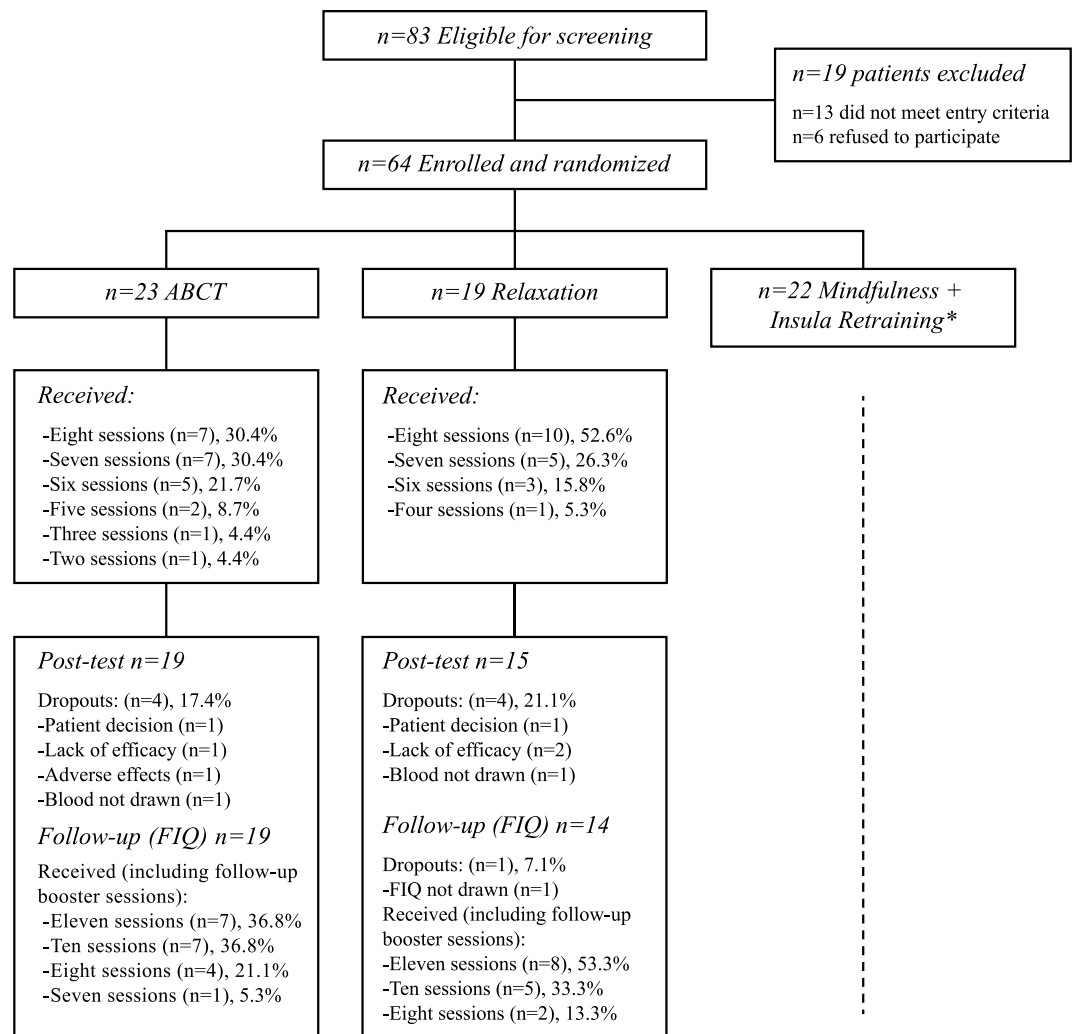 n=83 Eligible for screening
n=19 patients excluded
n=13 did not meet entry criteria
n=6 refused to participate
n=64 Enrolled and randomized
n=23 ABCT
n=19 Relaxation
n=22 Mindfulness +
Insula Retraining*
Received:
-Eight sessions (n=7), 30.4%
-Seven sessions (n=7), 30.4%
-Six sessions (n=5), 21.7%
-Five sessions (n=2), 8.7%
-Three sessions (n=1), 4.4%
-Two sessions (n=1), 4.4%
Received:
-Eight sessions (n=10), 52.6%
-Seven sessions (n=5), 26.3%
-Six sessions (n=3), 15.8%
-Four sessions (n=1), 5.3%
Post-test n=19
Dropouts: (n=4), 17.4%
-Patient decision (n=1)
-Lack of efficacy (n=1)
-Adverse effects (n=1)
-Blood not drawn (n=1)
Follow-up (FIQ) n=19
Received (including follow-up
booster sessions):
-Eleven sessions (n=7), 36.8%
-Ten sessions (n=7), 36.8%
-Eight sessions (n=4), 21.1%
-Seven sessions (n=1), 5.3%
Post-test n=15
Dropouts: (n=4), 21.1%
-Patient decision (n=1)
-Lack of efficacy (n=2)
-Blood not drawn (n=1)
Follow-up (FIQ) n=14
Dropouts: (n=1), 7.1%
-FIQ not drawn (n=1)
Received (including follow-up
booster sessions):
-Eleven sessions (n=8), 53.3%
-Ten sessions (n=5), 33.3%
-Eight sessions (n=2), 13.3%